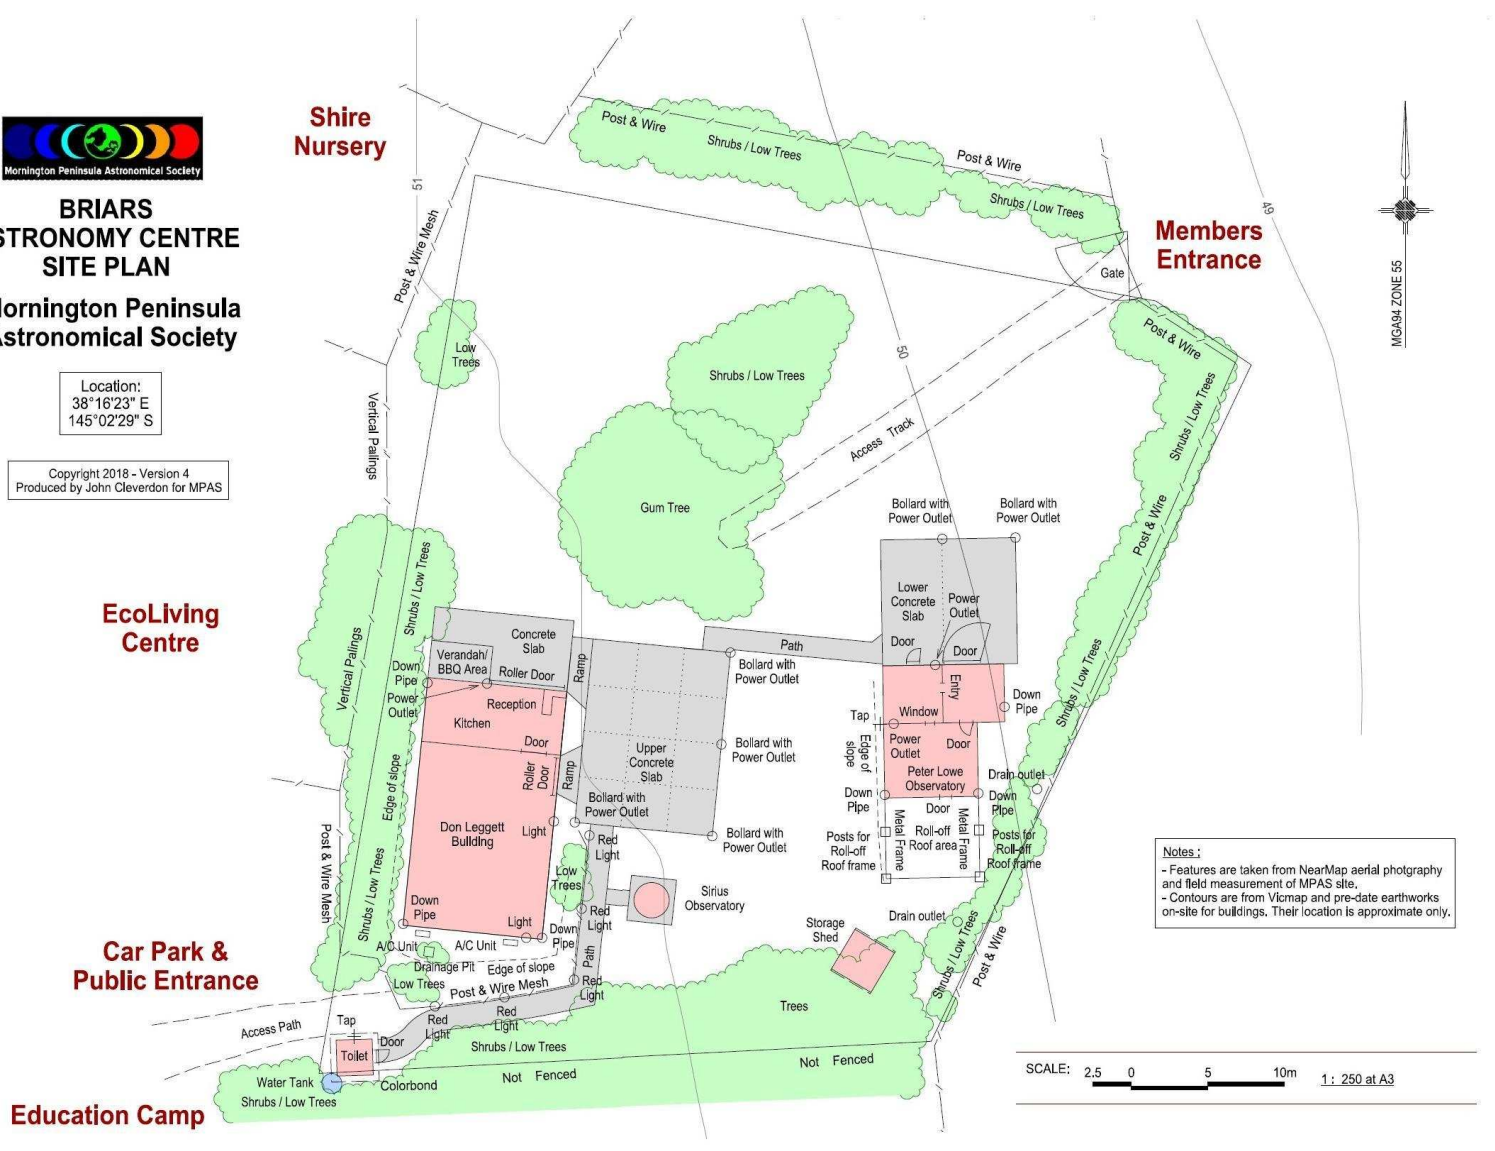 Mornington Peninsula Astronomical Society
BRIARS
STRONOMY CENTRE
SITE PLAN
ornington Peninsula
stronomical Society
Location:
38°16'23" E
145°02'29" S
Copyright 2018 - Version 4
Produced by John Cleverdon for MPAS
Shire
Nursery
Members
Entrance
EcoLiving
Centre
Car Park &
Public Entrance
Education Camp
51
50
49
Post & Wire
Shrubs / Low Trees
Post & Wire
Shrubs / Low Trees
Gate
Post & Wire
Shrubs / Low Trees
Post & Wire
Shrubs / Low Trees
MGA94 ZONE 55
Post & Wire Mesh
Low
Trees
Vertical Palings
Shrubs / Low Trees
Gum Tree
Access Track
Shrubs / Low Trees
Vertical Palings
Bollard with
Power Outlet
Bollard with
Power Outlet
Lower
Concrete
Slab
Power
Outlet
Door
Door
Path
Concrete
Slab
Verandah/
BBQ Area
Roller Door
Ramp
Down
Pipe
Power
Outlet
Reception
Kitchen
Door
Roller
Door
Ramp
Upper
Concrete
Slab
Bollard with
Power Outlet
Bollard with
Power Outlet
Bollard with
Power Outlet
Bollard with
Power Outlet
Entry
Window
Tap
Down
Pipe
Power
Outlet
Door
Edge of
slope
Peter Lowe
Observatory
Drain outlet
Down
Pipe
Down
Pipe
Door
Metal Frame
Roll-off
Roof area
Metal Frame
Posts for
Roll-off
Roof frame
Posts for
Roll-off
Roof frame
Edge of slope
Don Leggett
Building
Light
Red
Light
Low
Trees
Sirius
Observatory
Post & Wire Mesh
Shrubs / Low Trees
Down
Pipe
Light
Red
Light
Down
Pipe
A/C Unit
A/C Unit
Drainage Pit
Edge of slope
Low Trees
Post & Wire Mesh
Path
Red
Light
Red
Light
Red
Light
Storage
Shed
Drain outlet
Shrubs / Low Trees
Post & Wire
Trees
Access Path
Tap
Door
Toilet
Shrubs / Low Trees
Not Fenced
Not Fenced
Water Tank
Colorbond
Shrubs / Low Trees
Notes :
- Features are taken from NearMap aerial photgraphy
and field measurement of MPAS site.
- Contours are from Vicmap and pre-date earthworks
on-site for buildings. Their location is approximate only.
SCALE: 2.5 0 5 10m 1 : 250 at A3